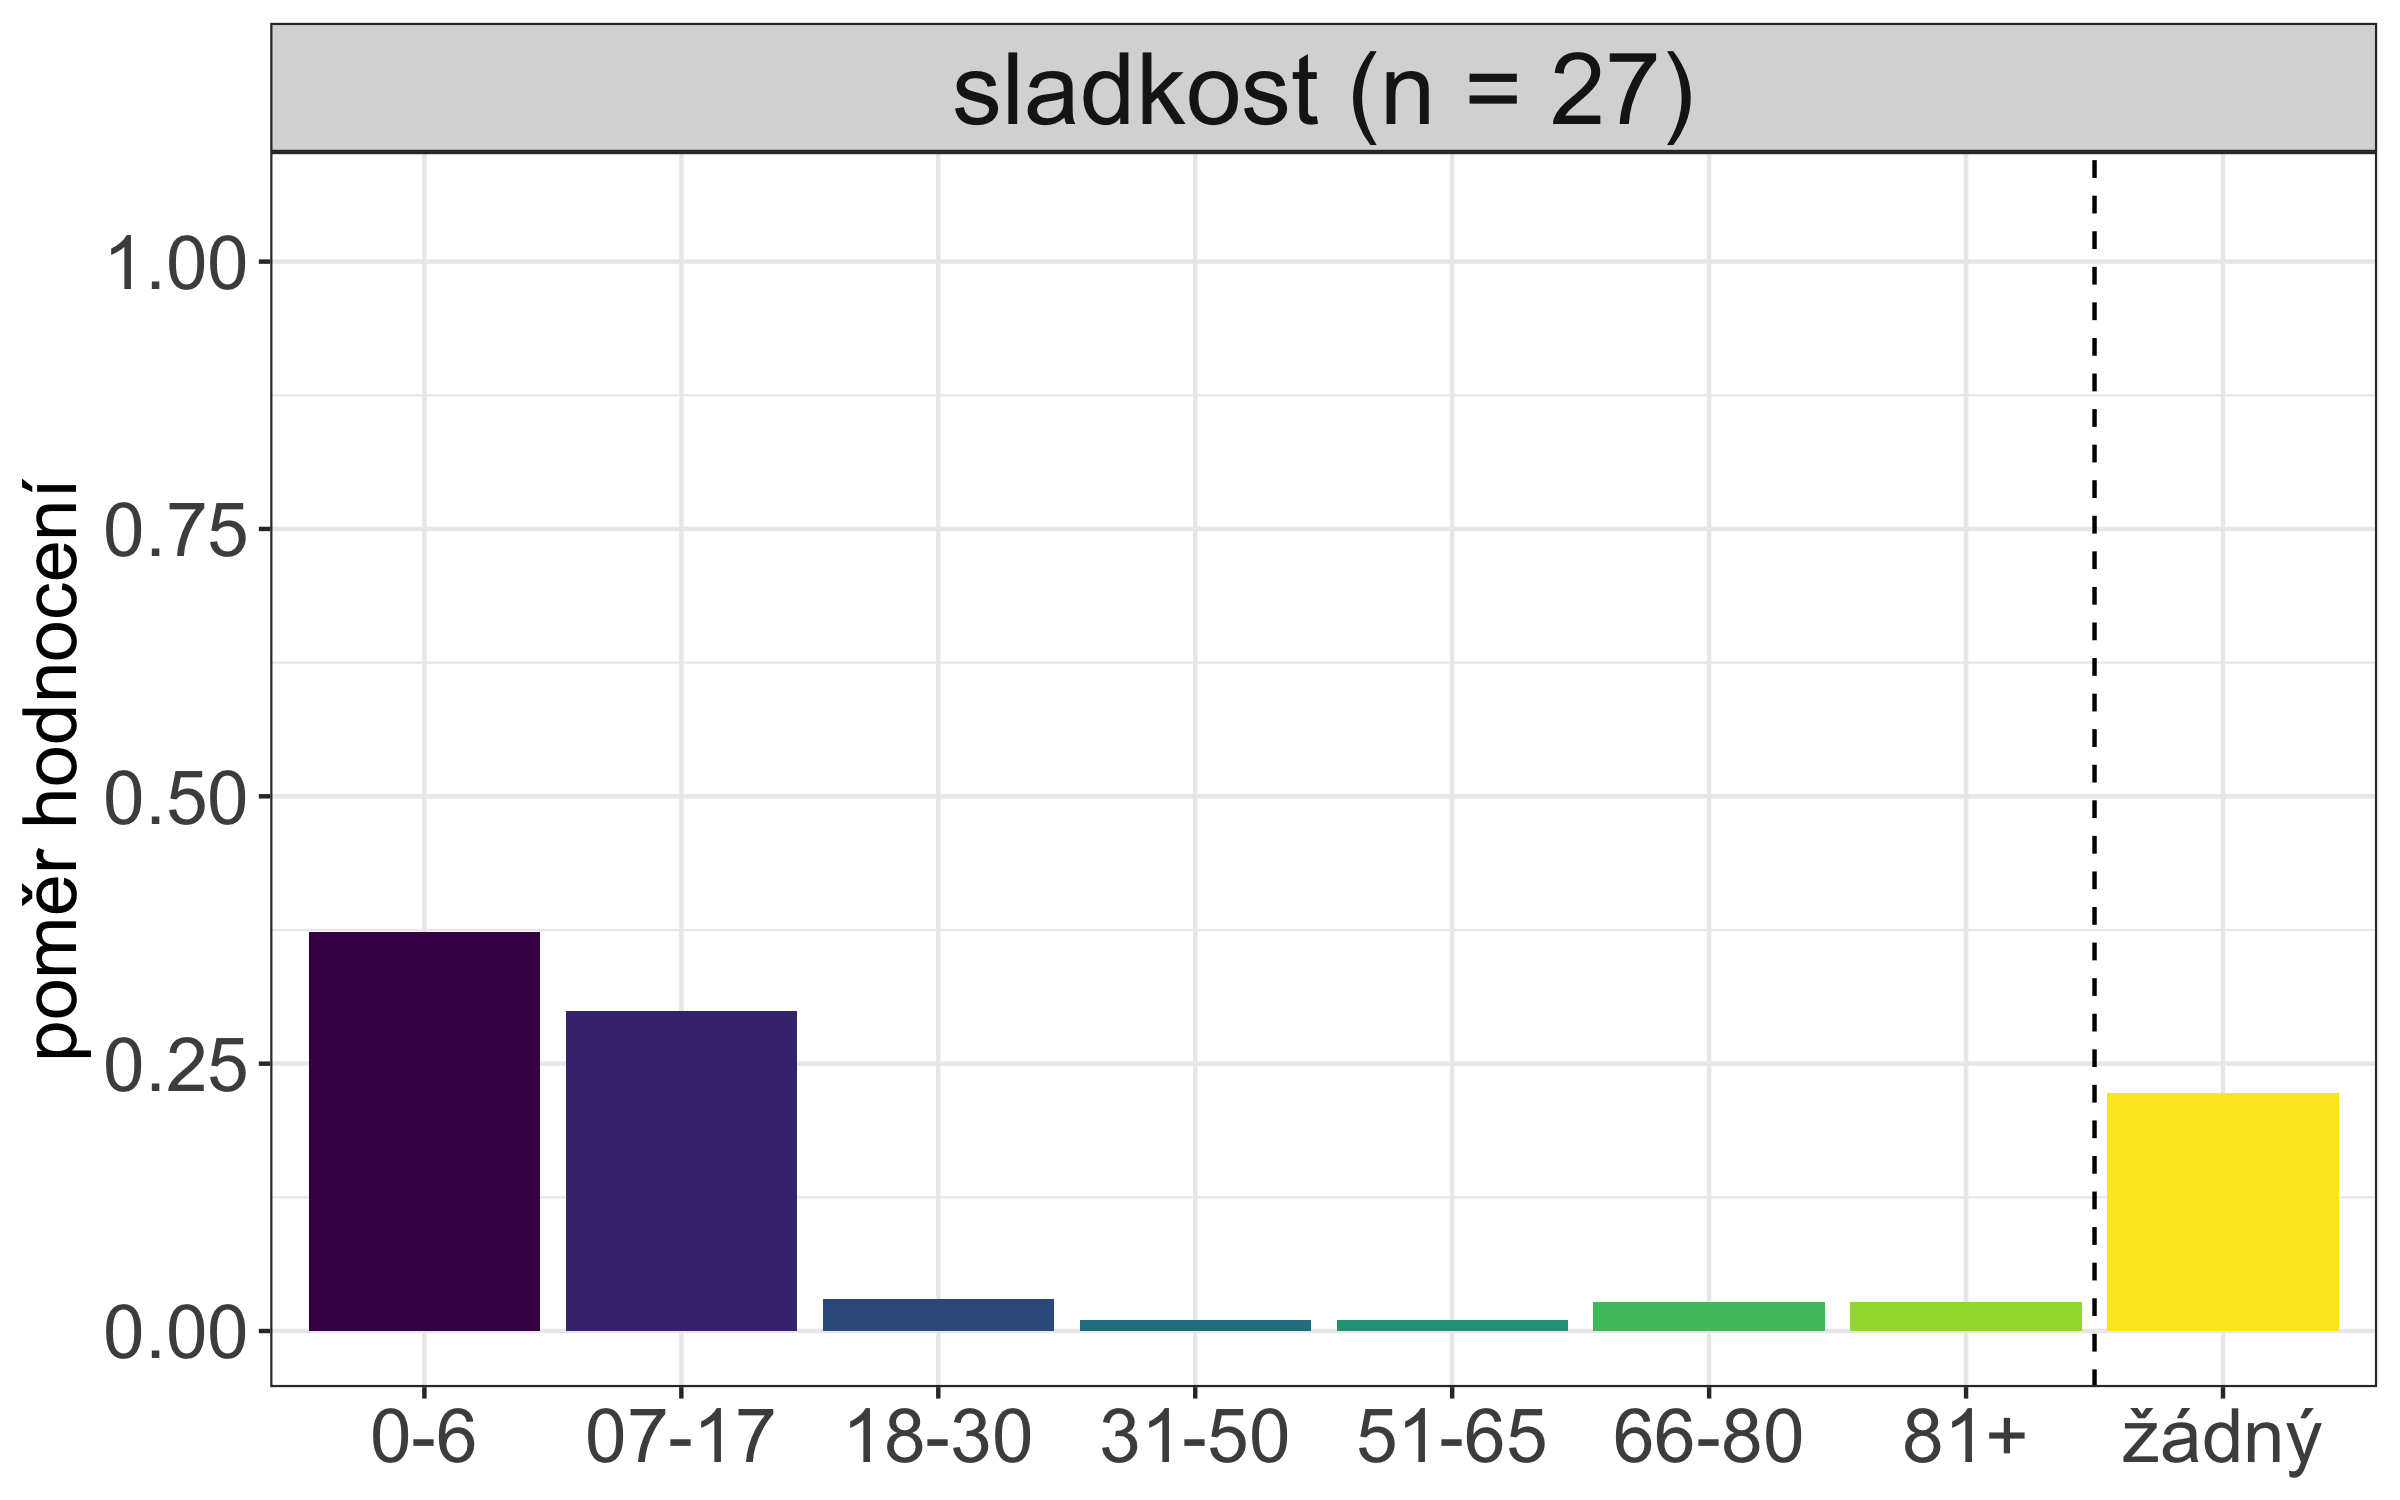 sladkost (n = 27)
poměr hodnocení
1.00
0.75
0.50
0.25
0.00
0-6 07-17 18-30 31-50 51-65 66-80 81+ žádný